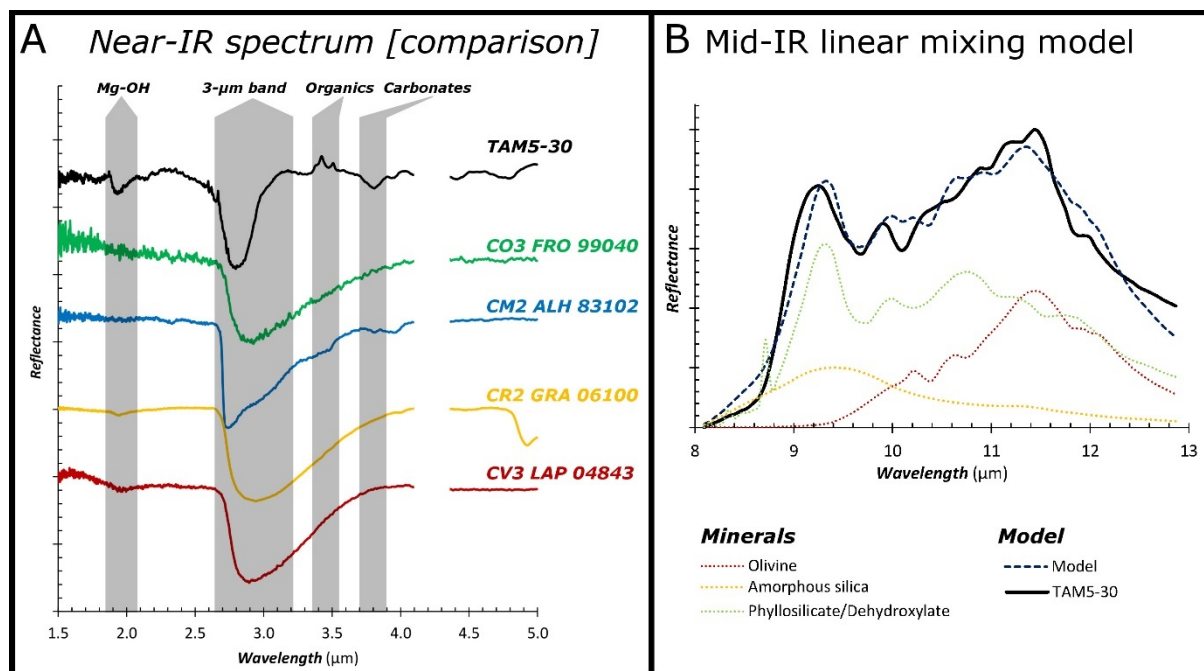 A Near-IR spectrum [comparison]
Mg-OH 3-µm band Organics Carbonates
TAM5-30
CO3 FRO 99040
CM2 ALH 83102
CR2 GRA 06100
CV3 LAP 04843
Reflectance
1.5 2.0 2.5 3.0 3.5 4.0 4.5 5.0
Wavelength (µm)
B Mid-IR linear mixing model
Reflectance
8 9 10 11 12 13
Wavelength (µm)
Minerals
Olivine
Amorphous silica
Phyllosilicate/Dehydroxylate
Model
Model
TAM5-30